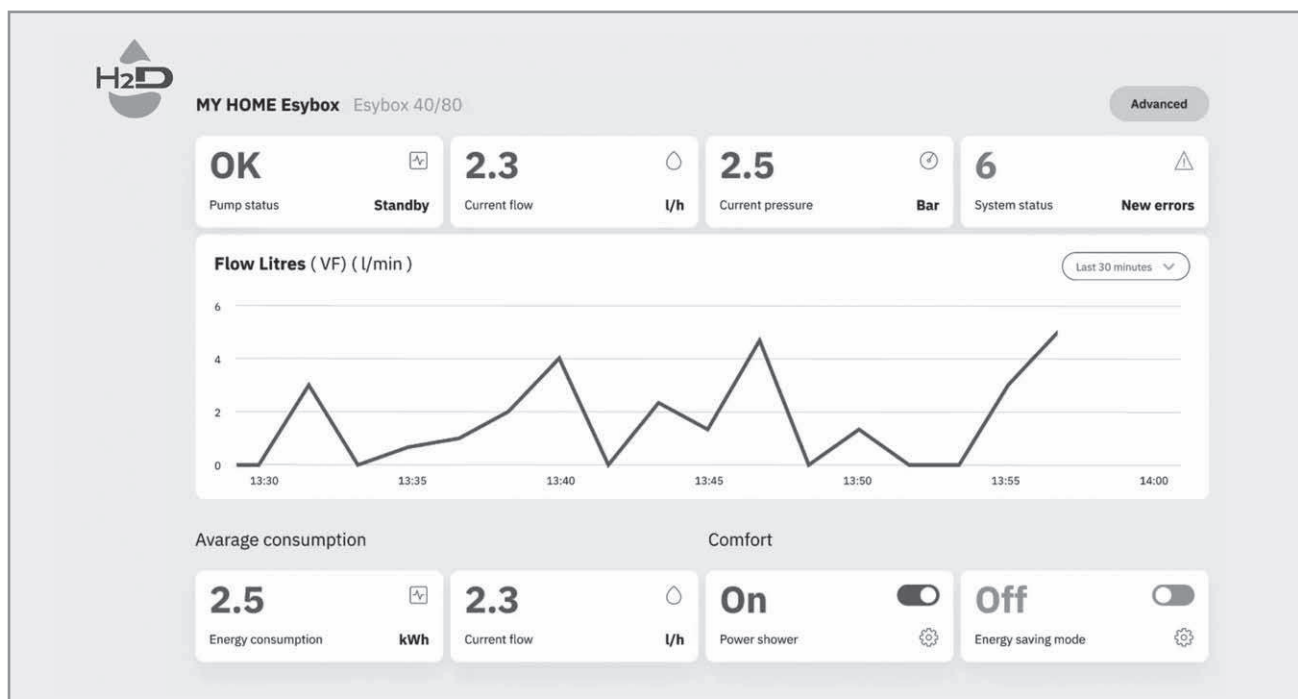 H2D
MY HOME Esybox Esybox 40/80
Advanced
OK
Pump status Standby
2.3
Current flow l/h
2.5
Current pressure Bar
6
System status New errors
Flow Litres ( VF) ( l/min )
Last 30 minutes
6
4
2
0
13:30 13:35 13:40 13:45 13:50 13:55 14:00
Avarage consumption
Comfort
2.5
Energy consumption kWh
2.3
Current flow l/h
On
Power shower
Off
Energy saving mode